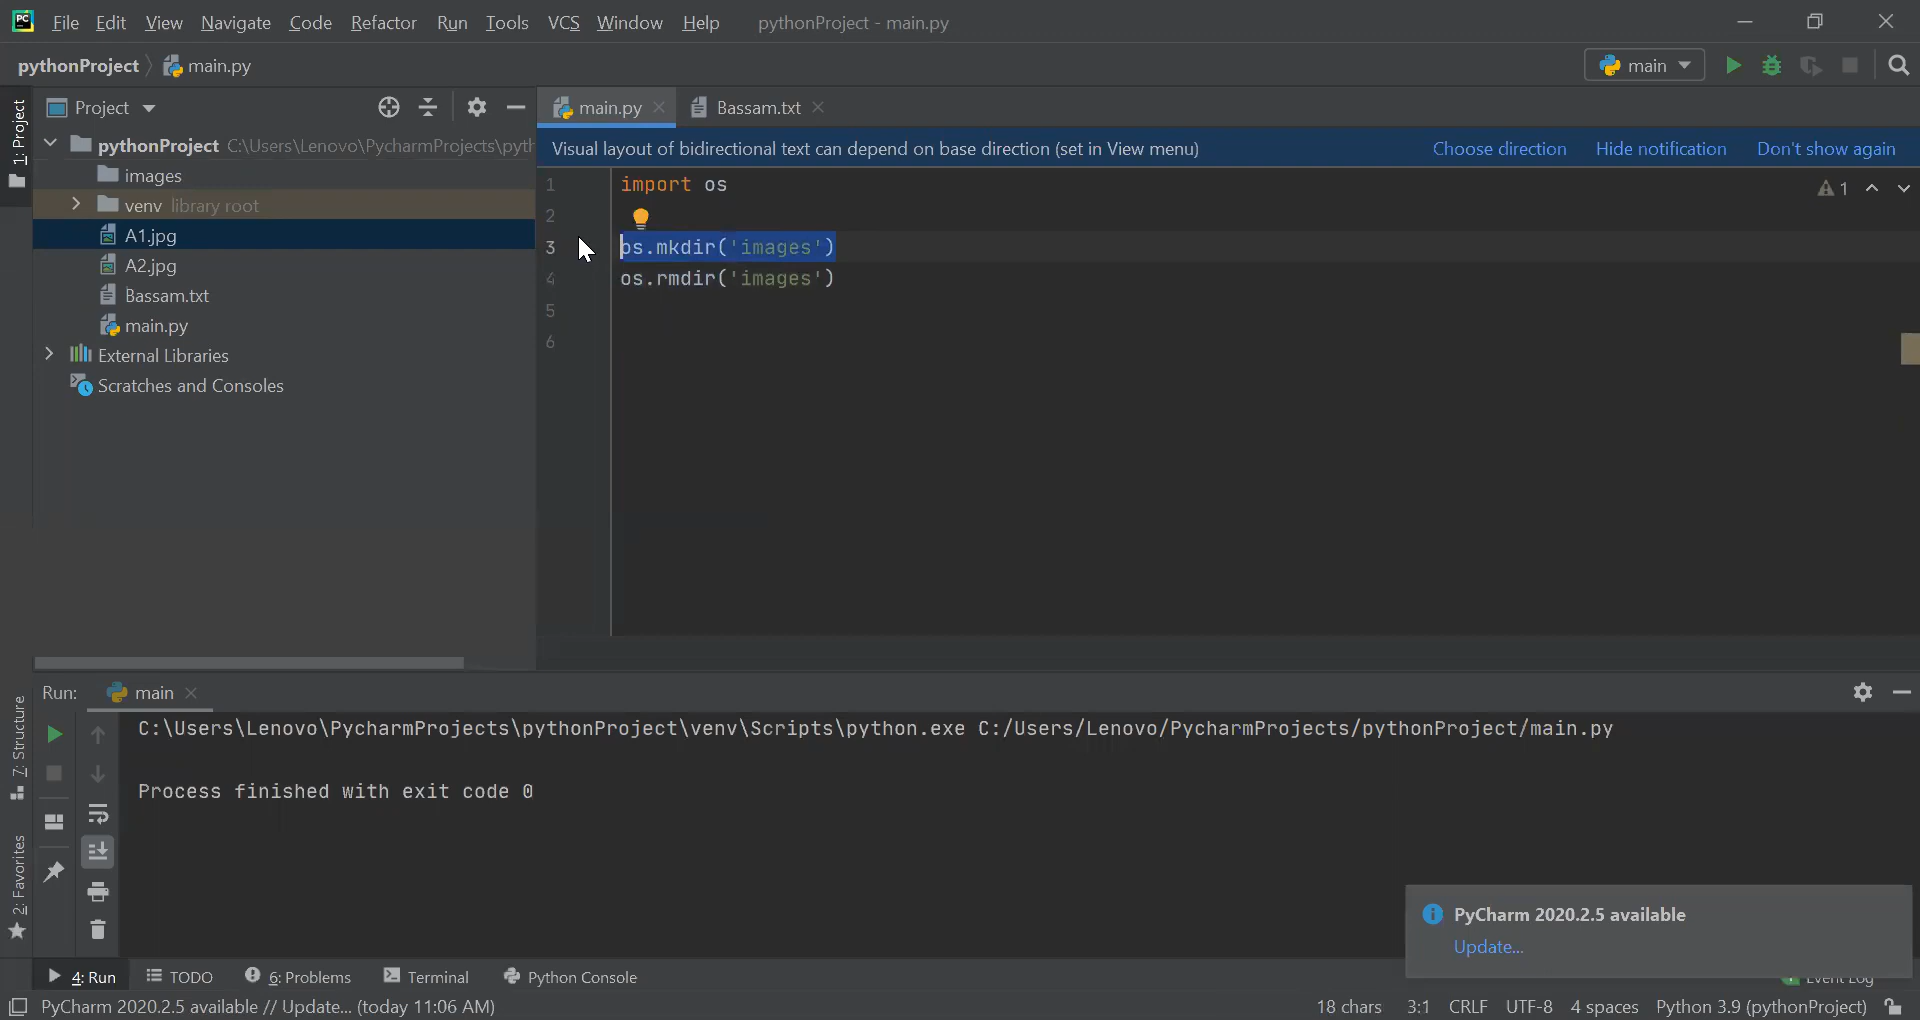 PC File Edit View Navigate Code Refactor Run Tools VCS Window Help pythonProject - main.py
pythonProject main.py main
1: Project
Project
main.py Bassam.txt
pythonProject C:\Users\Lenovo\PycharmProjects\pyth
images
venv library root
A1.jpg
A2.jpg
Bassam.txt
main.py
External Libraries
Scratches and Consoles
Visual layout of bidirectional text can depend on base direction (set in View menu) Choose direction Hide notification Don't show again
1 import os
2
3 os.mkdir('images')
4 os.rmdir('images')
5
6
1
Run: main
C:\Users\Lenovo\PycharmProjects\pythonProject\venv\Scripts\python.exe C:/Users/Lenovo/PycharmProjects/pythonProject/main.py
Process finished with exit code 0
7: Structure
2: Favorites
PyCharm 2020.2.5 available
Update...
4: Run TODO 6: Problems Terminal Python Console Event Log
PyCharm 2020.2.5 available // Update... (today 11:06 AM) 18 chars 3:1 CRLF UTF-8 4 spaces Python 3.9 (pythonProject)